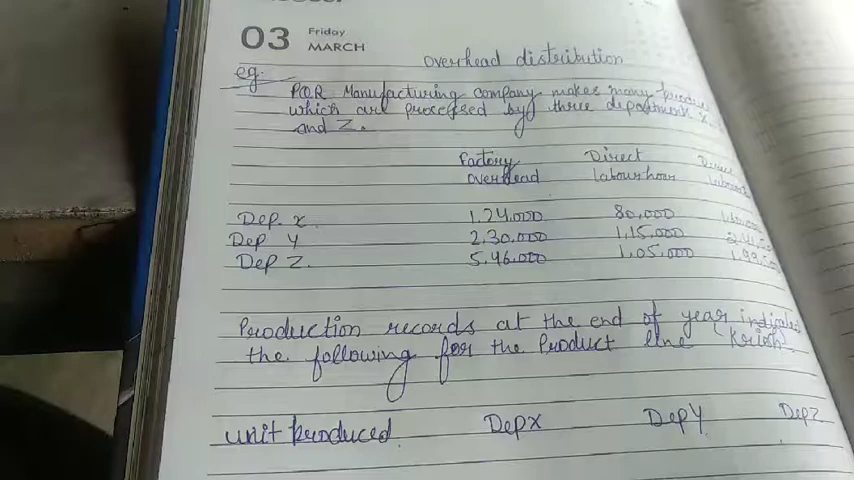 03 Friday
MARCH
overhead distribution
eg.
PQR Manufacturing company makes many
which are processed by three department X.
and Z.
Factory Direct
overhead labour hour
Dep X 1,24,000 80,000
Dep Y 2,30,000 1,15,000
Dep Z. 5,46,000 1,05,000
Production records at the end of year
the following for the Product line
unit produced Dep X Dep Y Dep Z